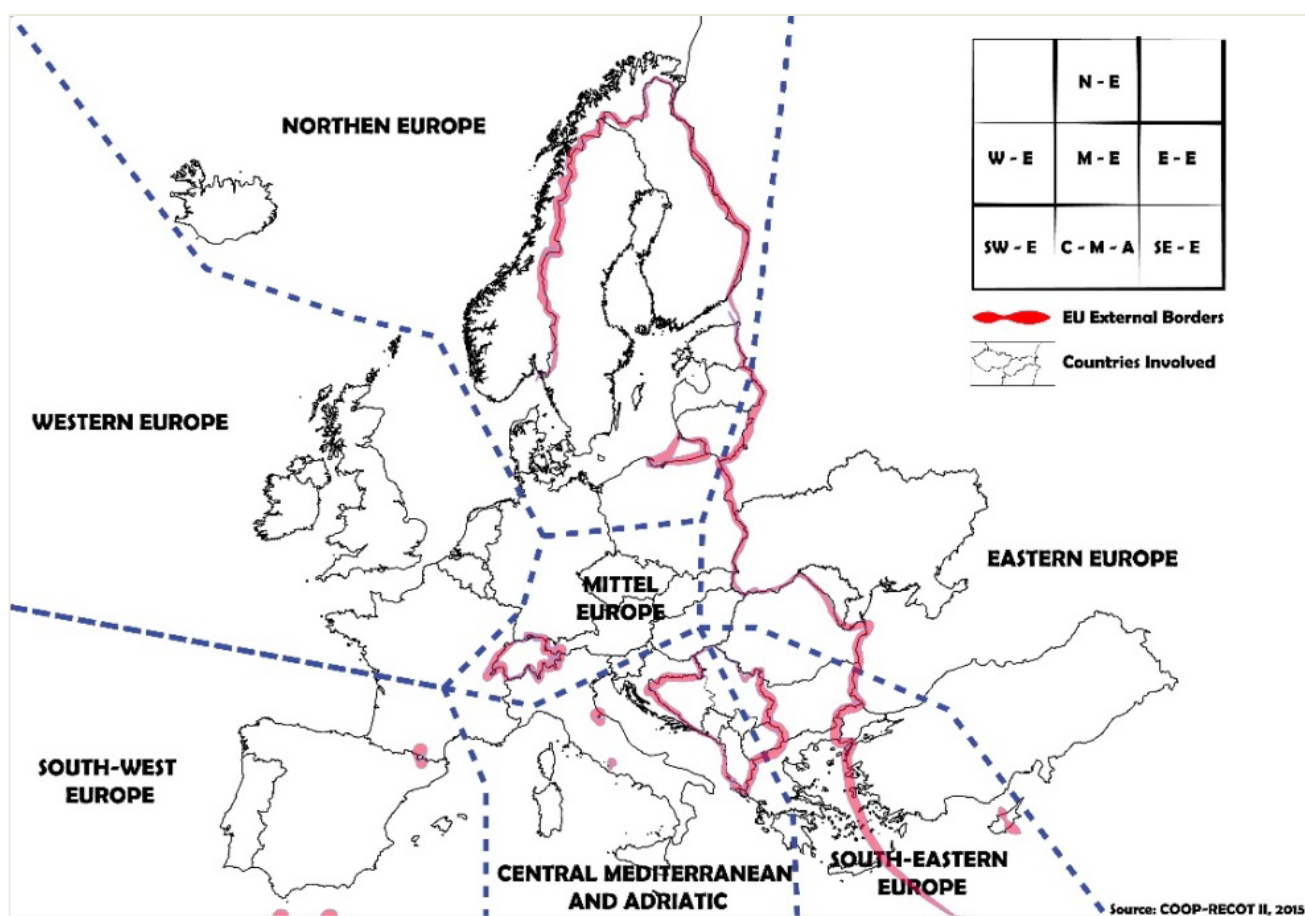 NORTHEN EUROPE
N - E
W - E M - E E - E
SW - E C - M - A SE - E
EU External Borders
Countries Involved
WESTERN EUROPE
EASTERN EUROPE
MITTEL
EUROPE
SOUTH-WEST
EUROPE
CENTRAL MEDITERRANEAN
AND ADRIATIC
SOUTH-EASTERN
EUROPE
Source: COOP-RECOT II, 2015